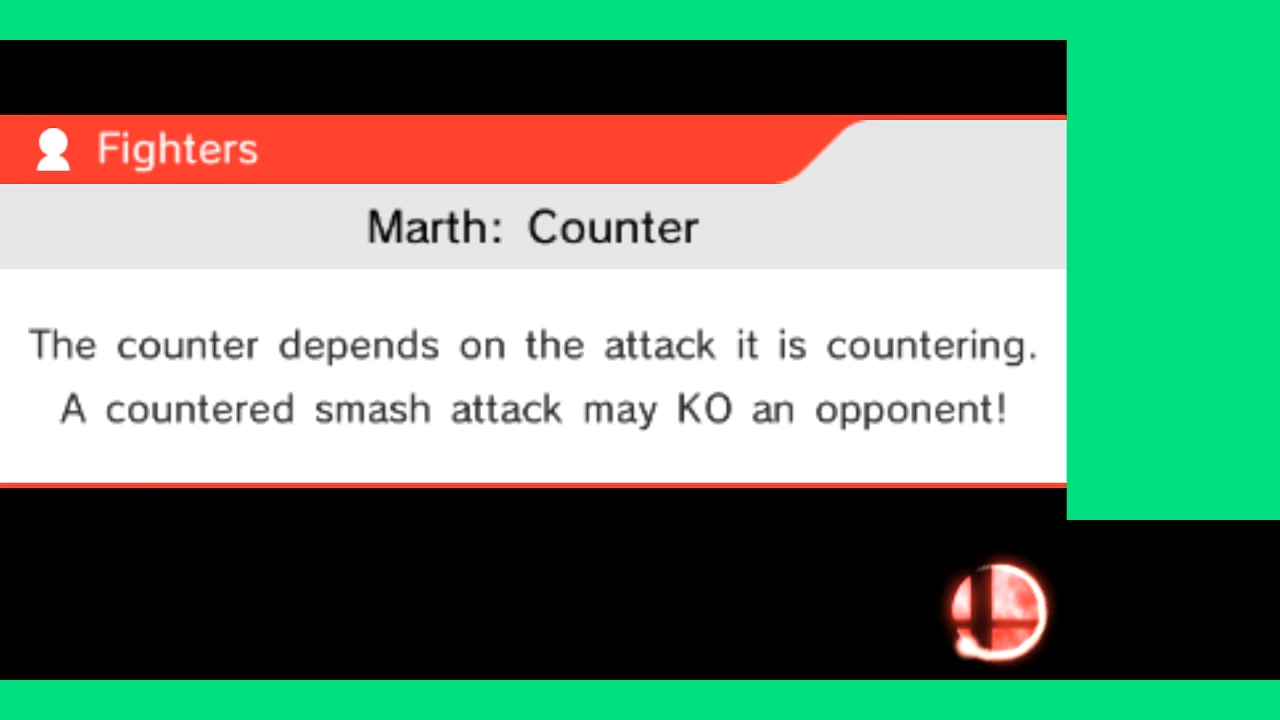 Fighters
Marth: Counter
The counter depends on the attack it is countering.
A countered smash attack may KO an opponent!